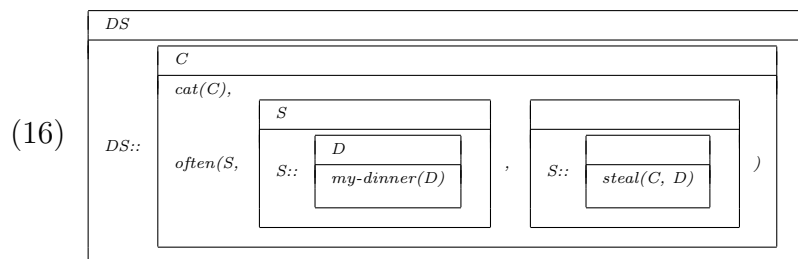 DS
C
cat(C),
S
D
(16) DS:: often(S, S:: my-dinner(D) , S:: steal(C, D) )